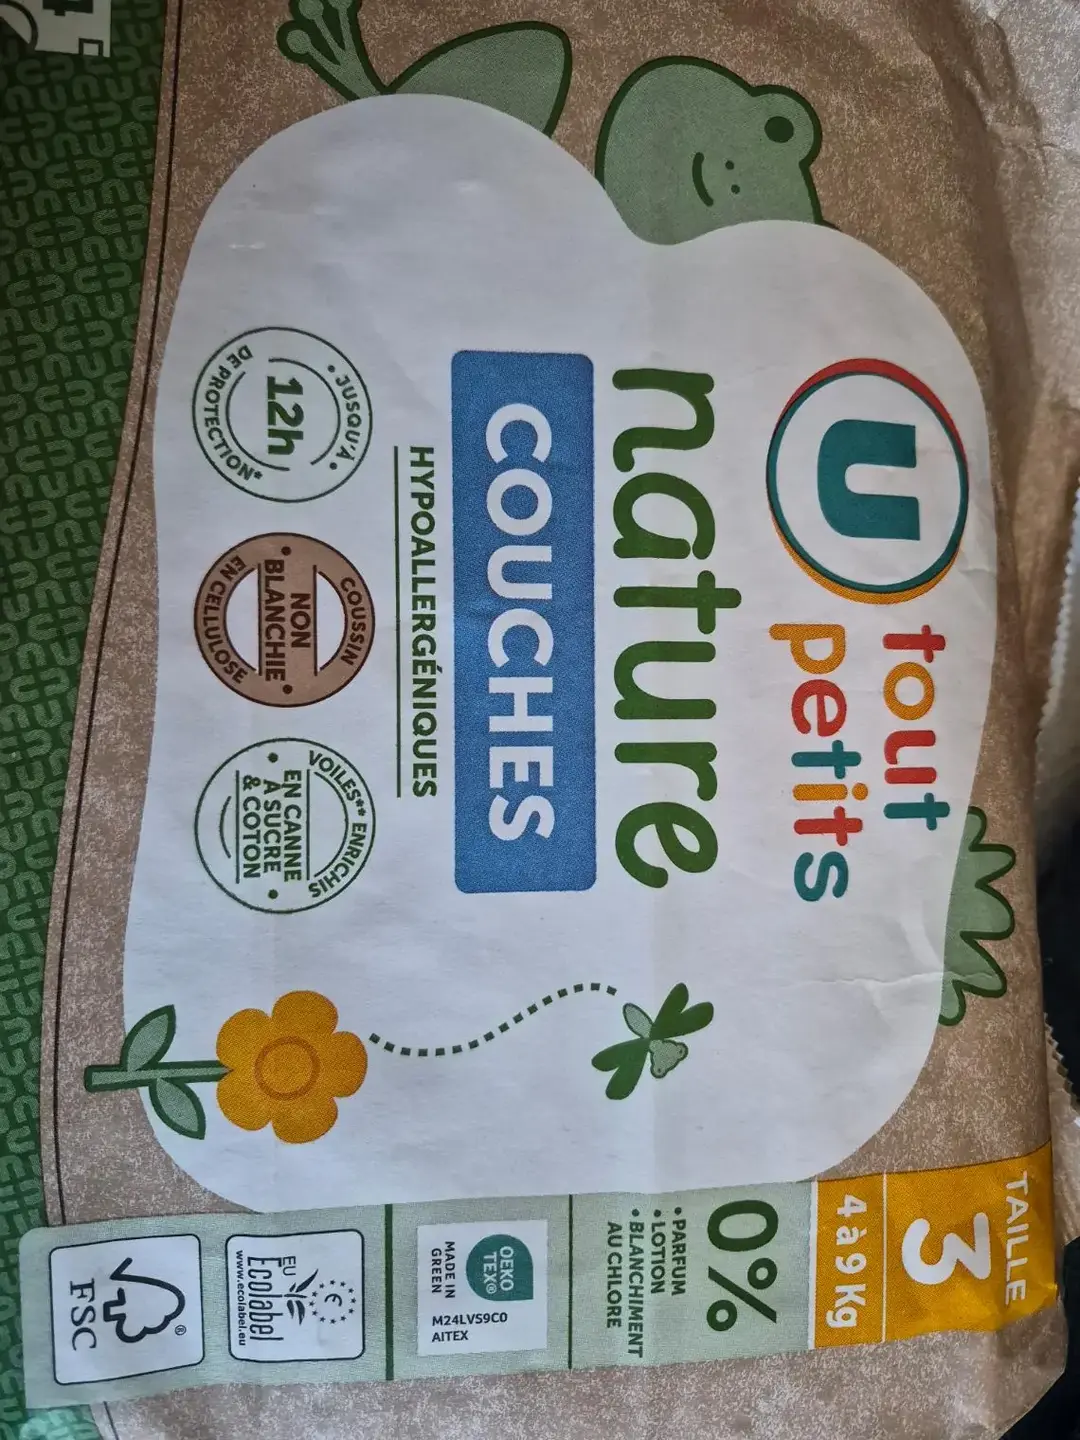 U
tout
petits
nature
COUCHES
HYPOALLERGÉNIQUES
• JUSQU'À •
12h
DE PROTECTION*
COUSSIN
NON
BLANCHIE
EN CELLULOSE
VOILES** ENRICHIS
EN CANNE
À SUCRE
& COTON
TAILLE
3
4 à 9 Kg
0%
• PARFUM
• LOTION
• BLANCHIMENT
AU CHLORE
OEKO
TEX®
MADE IN
GREEN
M24LVS9C0
AITEX
EU
Ecolabel
www.ecolabel.eu
®
FSC